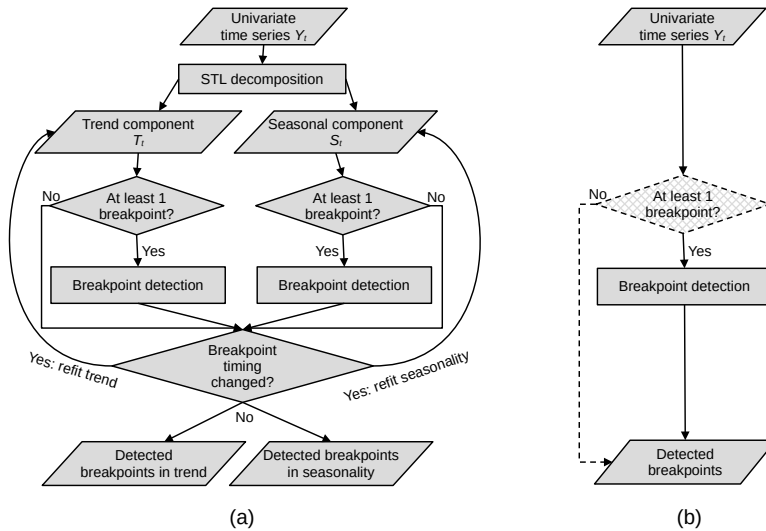 Univariate
time series Yt
STL decomposition
Trend component
Tt
Seasonal component
St
No
At least 1
breakpoint?
At least 1
breakpoint?
No
Yes
Yes
Breakpoint detection
Breakpoint detection
Breakpoint
timing
changed?
Yes: refit trend
Yes: refit seasonality
No
Detected
breakpoints in trend
Detected breakpoints
in seasonality
(a)
Univariate
time series Yt
No
At least 1
breakpoint?
Yes
Breakpoint detection
Detected
breakpoints
(b)